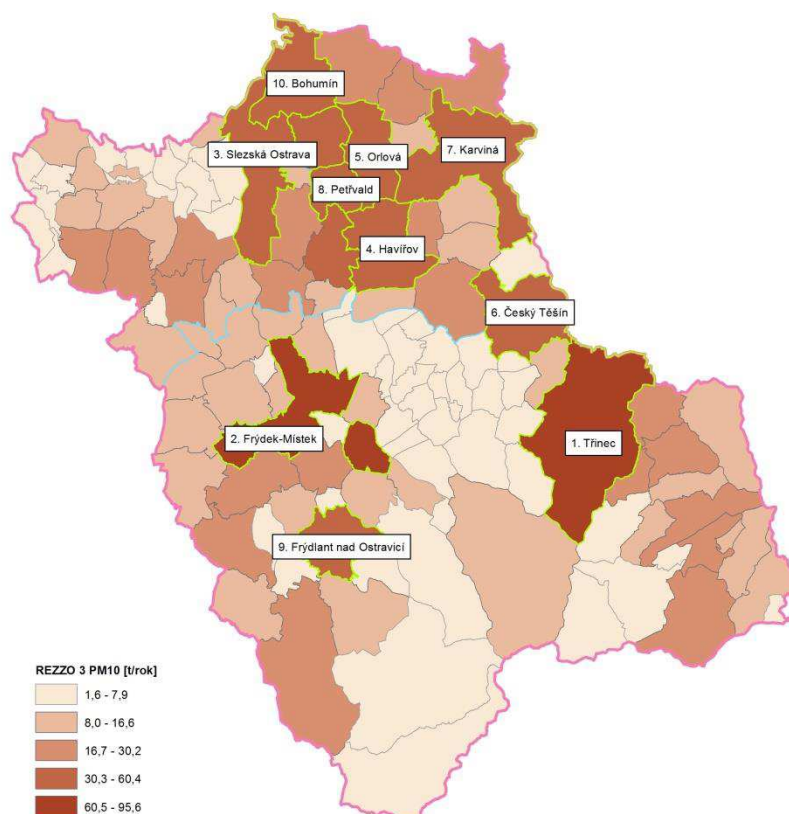 10. Bohumín
3. Slezská Ostrava
5. Orlová
7. Karviná
8. Petřvald
4. Havířov
6. Český Těšín
2. Frýdek-Místek
1. Třinec
9. Frýdlant nad Ostravicí
REZZO 3 PM10 [t/rok]
1,6 - 7,9
8,0 - 16,6
16,7 - 30,2
30,3 - 60,4
60,5 - 95,6